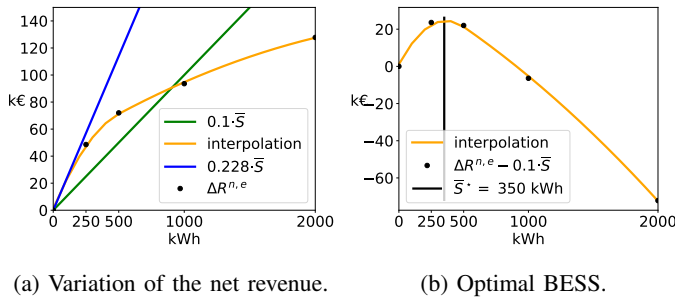 140
120
100
80
60
40
20
0
k€
0.1·S̅
interpolation
0.228·S̅
ΔRⁿ,ᵉ
0 250 500 1000 2000
kWh
(a) Variation of the net revenue.
20
0
−20
−40
−60
k€
interpolation
ΔRⁿ,ᵉ − 0.1·S̅
S̅⋆ = 350 kWh
0 250 500 1000 2000
kWh
(b) Optimal BESS.